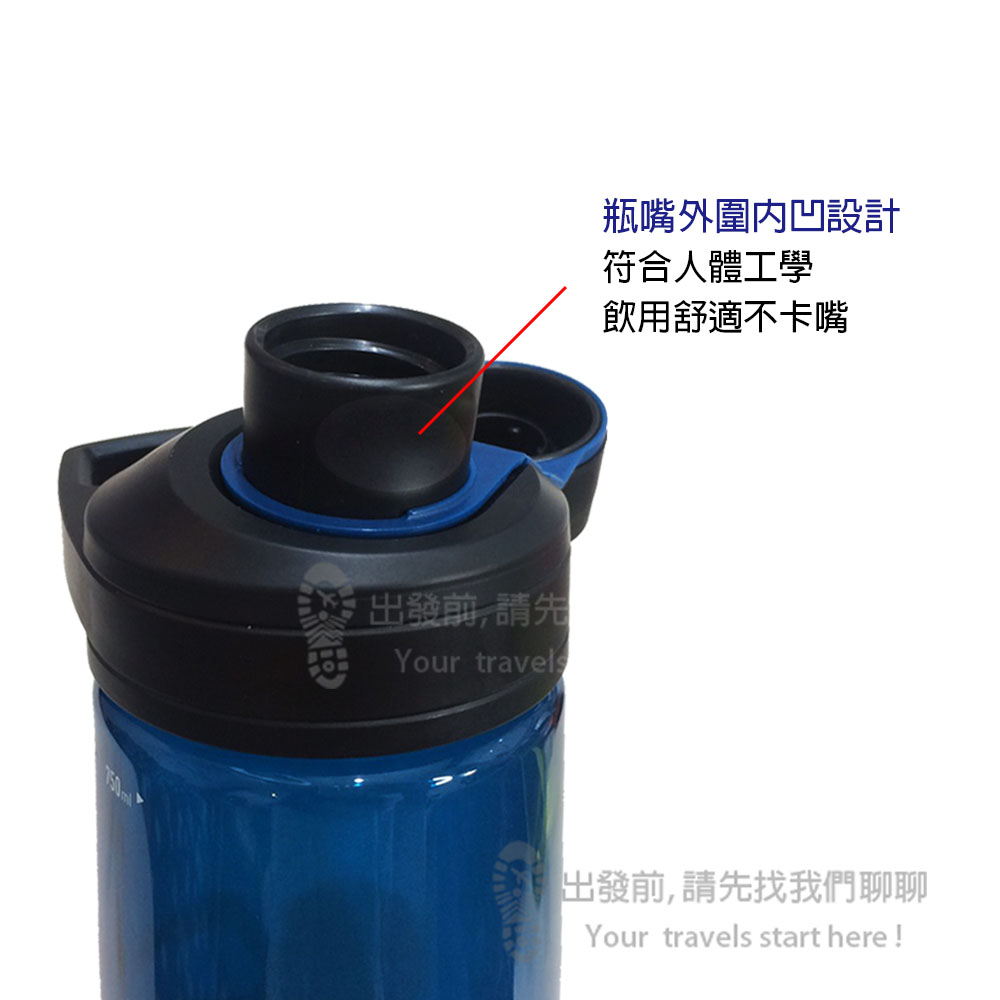 瓶嘴外圍內凹設計
符合人體工學
飲用舒適不卡嘴
出發前,請先
Your travels
750ml
出發前,請先找我們聊聊
Your travels start here !